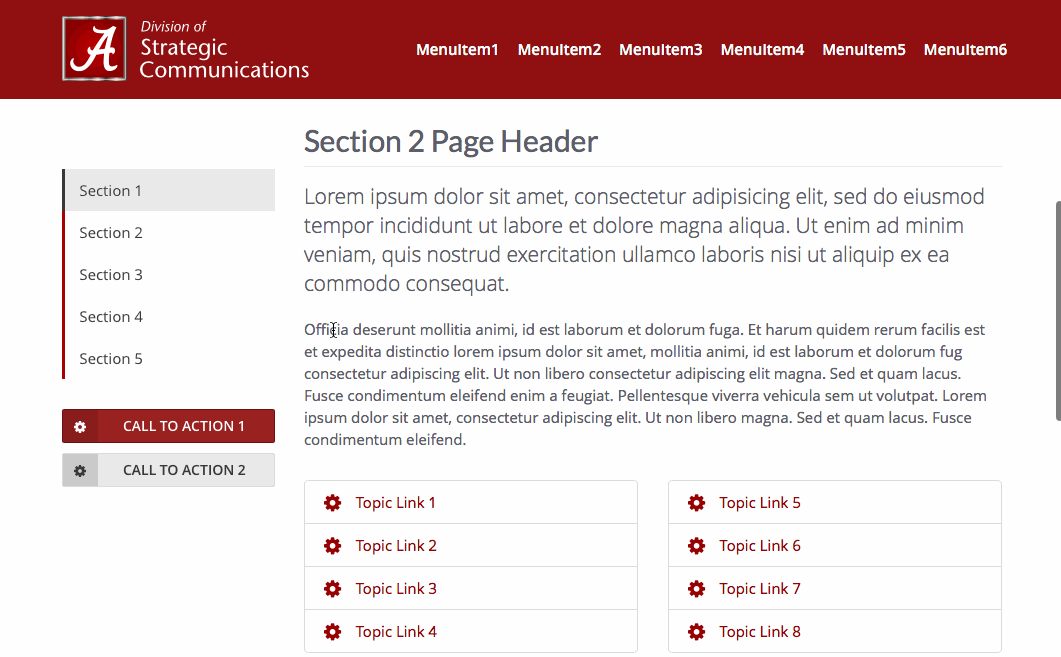 A
Division of
Strategic
Communications
MenuItem1 MenuItem2 MenuItem3 MenuItem4 MenuItem5 MenuItem6
Section 1
Section 2
Section 3
Section 4
Section 5
CALL TO ACTION 1
CALL TO ACTION 2
Section 2 Page Header
Lorem ipsum dolor sit amet, consectetur adipisicing elit, sed do eiusmod
tempor incididunt ut labore et dolore magna aliqua. Ut enim ad minim
veniam, quis nostrud exercitation ullamco laboris nisi ut aliquip ex ea
commodo consequat.
Officia deserunt mollitia animi, id est laborum et dolorum fuga. Et harum quidem rerum facilis est
et expedita distinctio lorem ipsum dolor sit amet, mollitia animi, id est laborum et dolorum fug
consectetur adipiscing elit. Ut non libero consectetur adipiscing elit magna. Sed et quam lacus.
Fusce condimentum eleifend enim a feugiat. Pellentesque viverra vehicula sem ut volutpat. Lorem
ipsum dolor sit amet, consectetur adipiscing elit. Ut non libero magna. Sed et quam lacus. Fusce
condimentum eleifend.
Topic Link 1
Topic Link 2
Topic Link 3
Topic Link 4
Topic Link 5
Topic Link 6
Topic Link 7
Topic Link 8